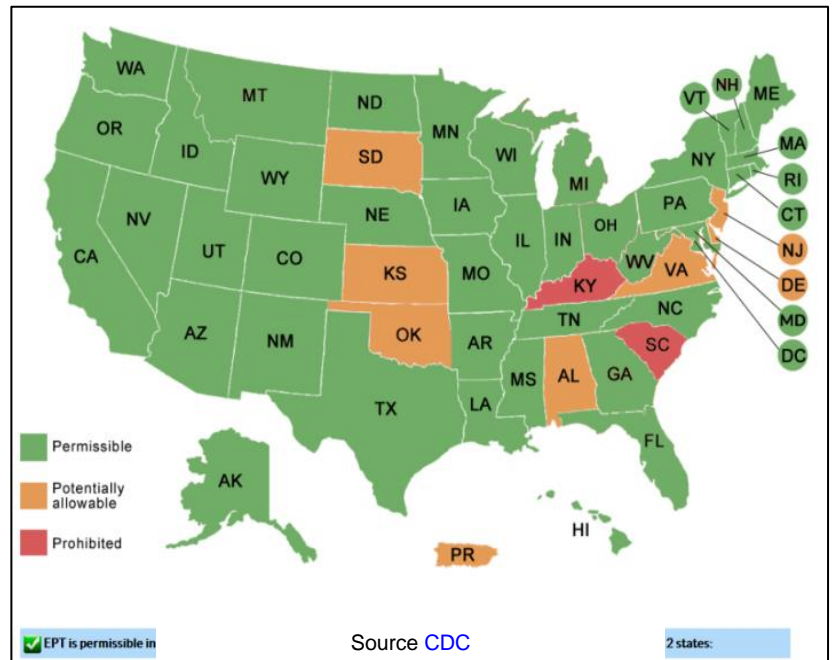 WA
MT
ND
MN
VT
NH
ME
OR
ID
SD
WI
NY
MA
WY
MI
RI
NV
NE
IA
PA
CT
CA
UT
CO
IL
IN
OH
NJ
KS
MO
WV
VA
DE
KY
MD
AZ
NM
OK
AR
TN
NC
DC
TX
MS
AL
GA
SC
LA
FL
Permissible
Potentially
allowable
Prohibited
AK
HI
PR
EPT is permissible in
Source CDC
2 states: